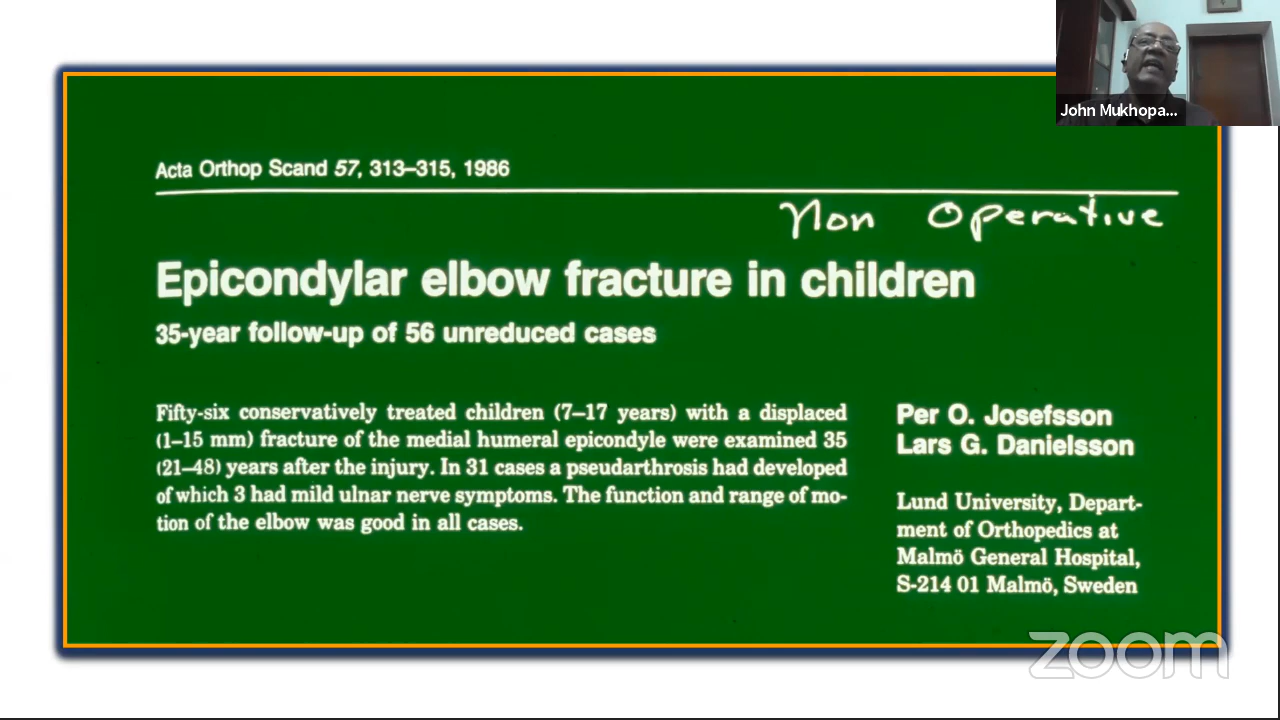 John Mukhopa...
Acta Orthop Scand 57, 313–315, 1986
Non Operative
Epicondylar elbow fracture in children
35-year follow-up of 56 unreduced cases
Fifty-six conservatively treated children (7–17 years) with a displaced
(1–15 mm) fracture of the medial humeral epicondyle were examined 35
(21–48) years after the injury. In 31 cases a pseudarthrosis had developed
of which 3 had mild ulnar nerve symptoms. The function and range of mo-
tion of the elbow was good in all cases.
Per O. Josefsson
Lars G. Danielsson
Lund University, Depart-
ment of Orthopedics at
Malmö General Hospital,
S-214 01 Malmö, Sweden
zoom